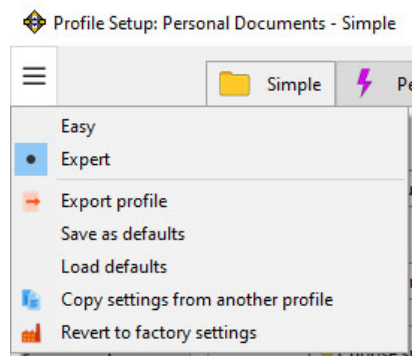 Profile Setup: Personal Documents - Simple
Simple
Easy
Expert
Export profile
Save as defaults
Load defaults
Copy settings from another profile
Revert to factory settings